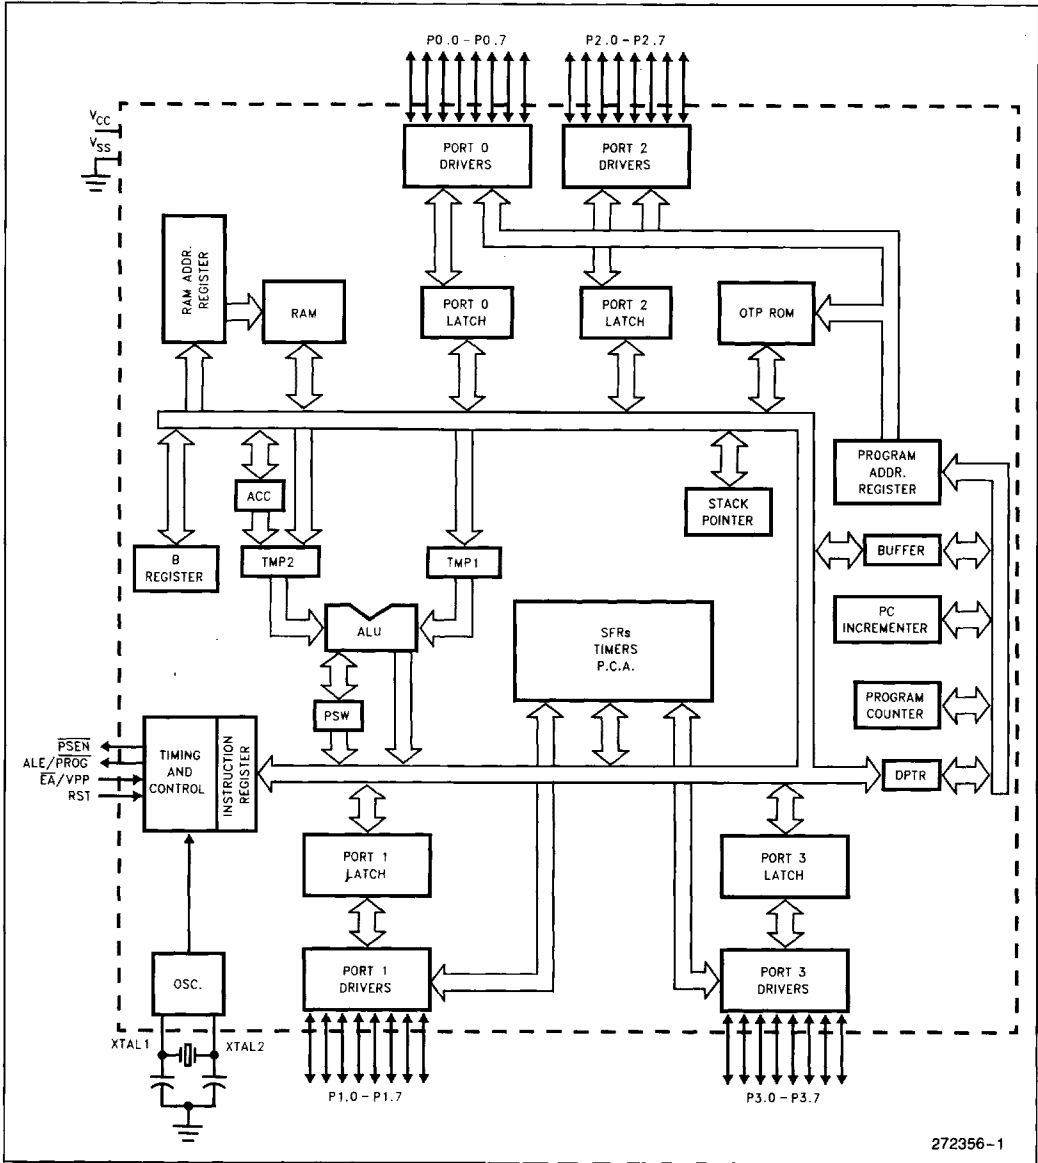 P0.0 – P0.7
P2.0 – P2.7
VCC
VSS
PORT 0
DRIVERS
PORT 2
DRIVERS
RAM ADDR.
REGISTER
RAM
PORT 0
LATCH
PORT 2
LATCH
OTP ROM
PROGRAM
ADDR.
REGISTER
ACC
STACK
POINTER
B
REGISTER
TMP2
TMP1
BUFFER
ALU
SFRs
TIMERS
P.C.A.
PC
INCREMENTER
PSW
PROGRAM
COUNTER
PSEN
ALE/PROG
EA/VPP
RST
TIMING
AND
CONTROL
INSTRUCTION
REGISTER
DPTR
PORT 1
LATCH
PORT 3
LATCH
OSC.
PORT 1
DRIVERS
PORT 3
DRIVERS
XTAL1
XTAL2
P1.0 – P1.7
P3.0 – P3.7
272356–1